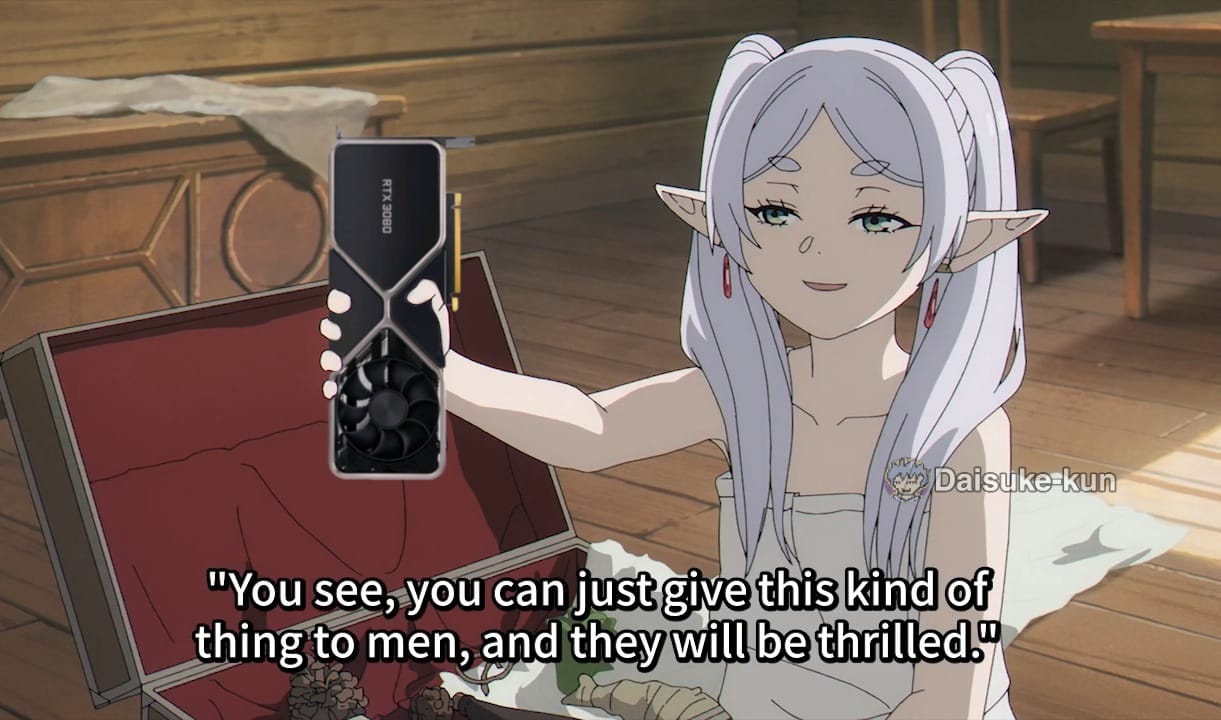 RTX 3080
Daisuke-kun
"You see, you can just give this kind of
thing to men, and they will be thrilled."